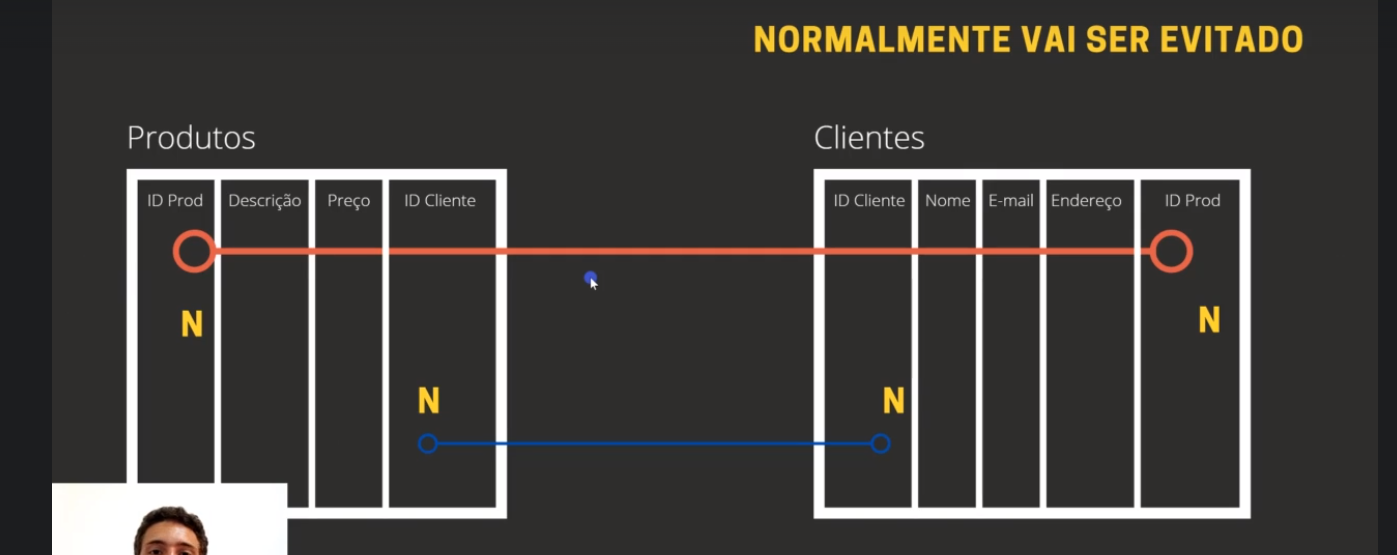 NORMALMENTE VAI SER EVITADO
Produtos
Clientes
ID Prod Descrição Preço ID Cliente
ID Cliente Nome E-mail Endereço ID Prod
N
N
N
N